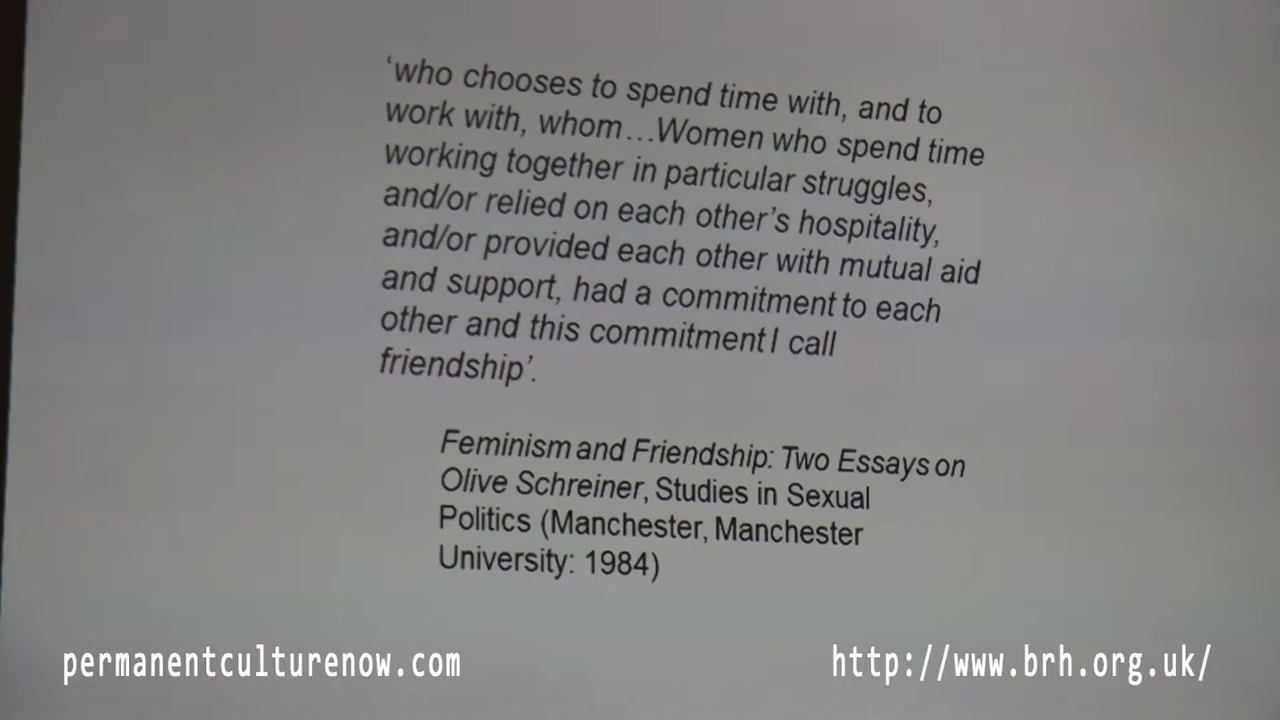 ‘who chooses to spend time with, and to
work with, whom…Women who spend time
working together in particular struggles,
and/or relied on each other’s hospitality,
and/or provided each other with mutual aid
and support, had a commitment to each
other and this commitment I call
friendship’.
Feminism and Friendship: Two Essays on
Olive Schreiner, Studies in Sexual
Politics (Manchester, Manchester
University: 1984)
permanentculturenow.com
http://www.brh.org.uk/